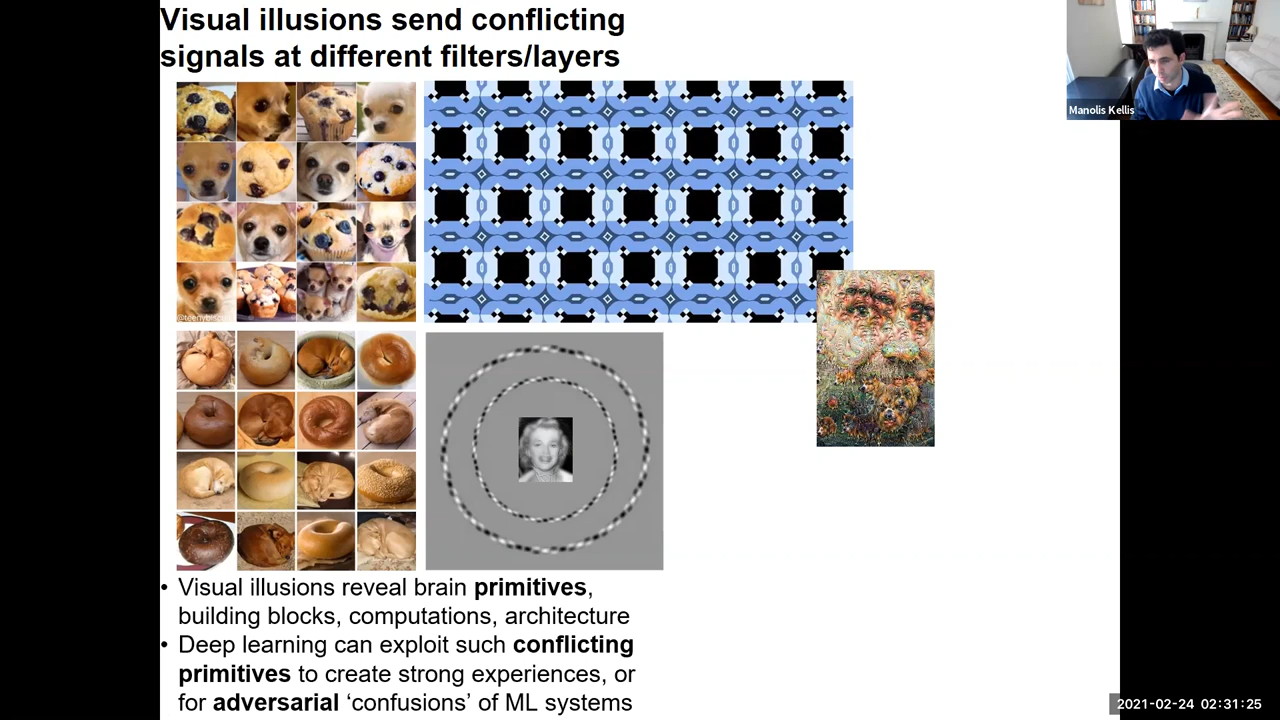 Visual illusions send conflicting
signals at different filters/layers
Manolis Kellis
• Visual illusions reveal brain primitives,
building blocks, computations, architecture
• Deep learning can exploit such conflicting
primitives to create strong experiences, or
for adversarial ‘confusions’ of ML systems
2021-02-24 02:31:25